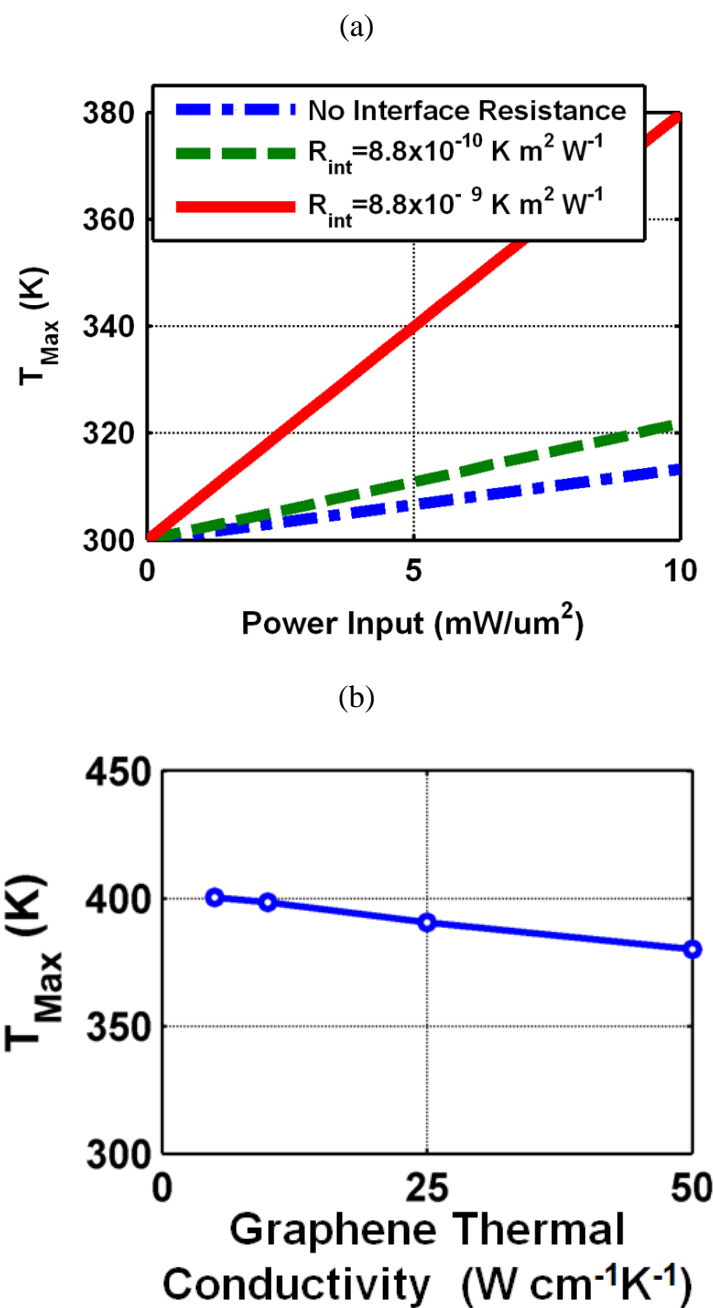 (a)
380
360
340
320
300
T_Max (K)
No Interface Resistance
R_int=8.8x10^-10 K m^2 W^-1
R_int=8.8x10^- 9 K m^2 W^-1
0 5 10
Power Input (mW/um^2)
(b)
450
400
350
300
T_Max (K)
0 25 50
Graphene Thermal
Conductivity (W cm^-1K^-1)